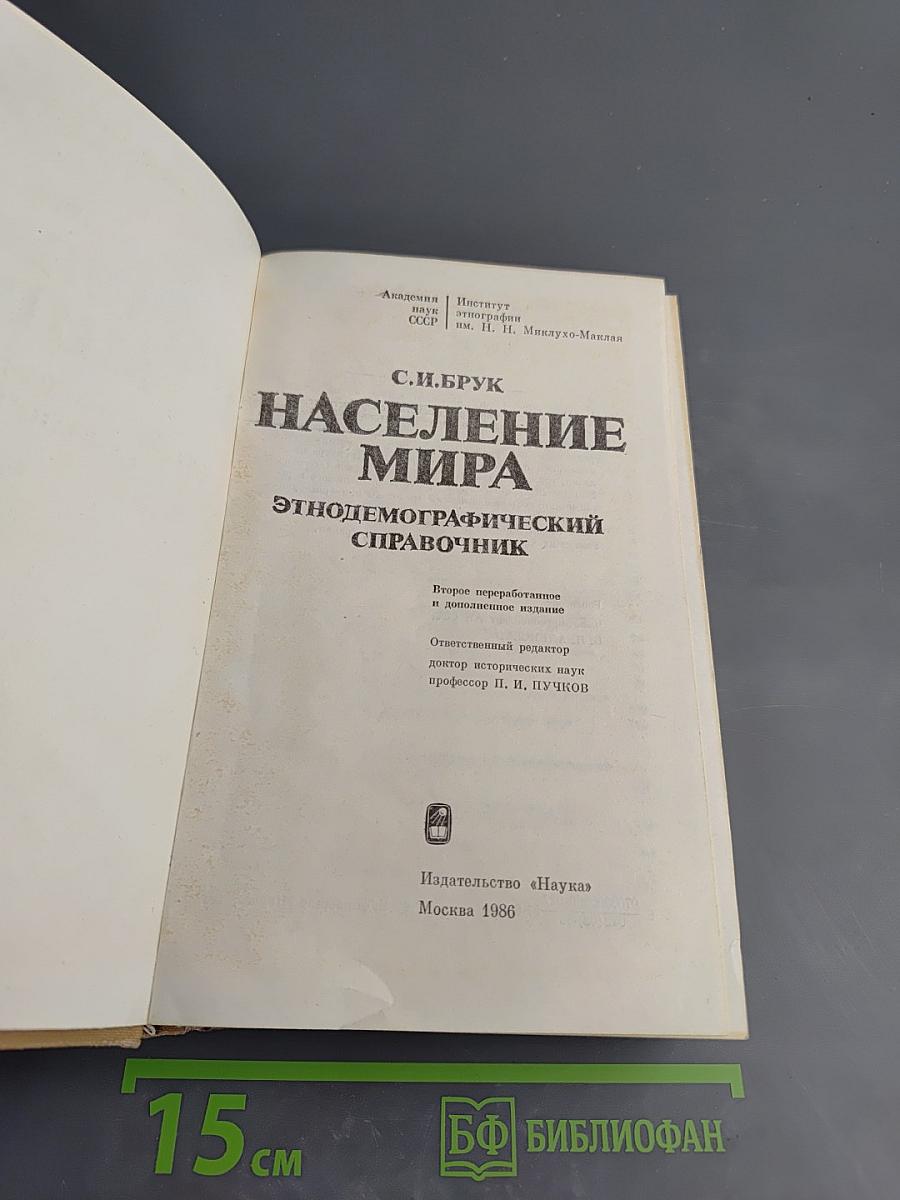 Академия
наук
СССР
Институт
этнографии
им. Н. Н. Миклухо-Маклая
С.И.БРУК
НАСЕЛЕНИЕ
МИРА
ЭТНОДЕМОГРАФИЧЕСКИЙ
СПРАВОЧНИК
Второе переработанное
и дополненное издание
Ответственный редактор
доктор исторических наук
профессор П. И. ПУЧКОВ
Издательство «Наука»
Москва 1986
15 см
БФ БИБЛИОФАН